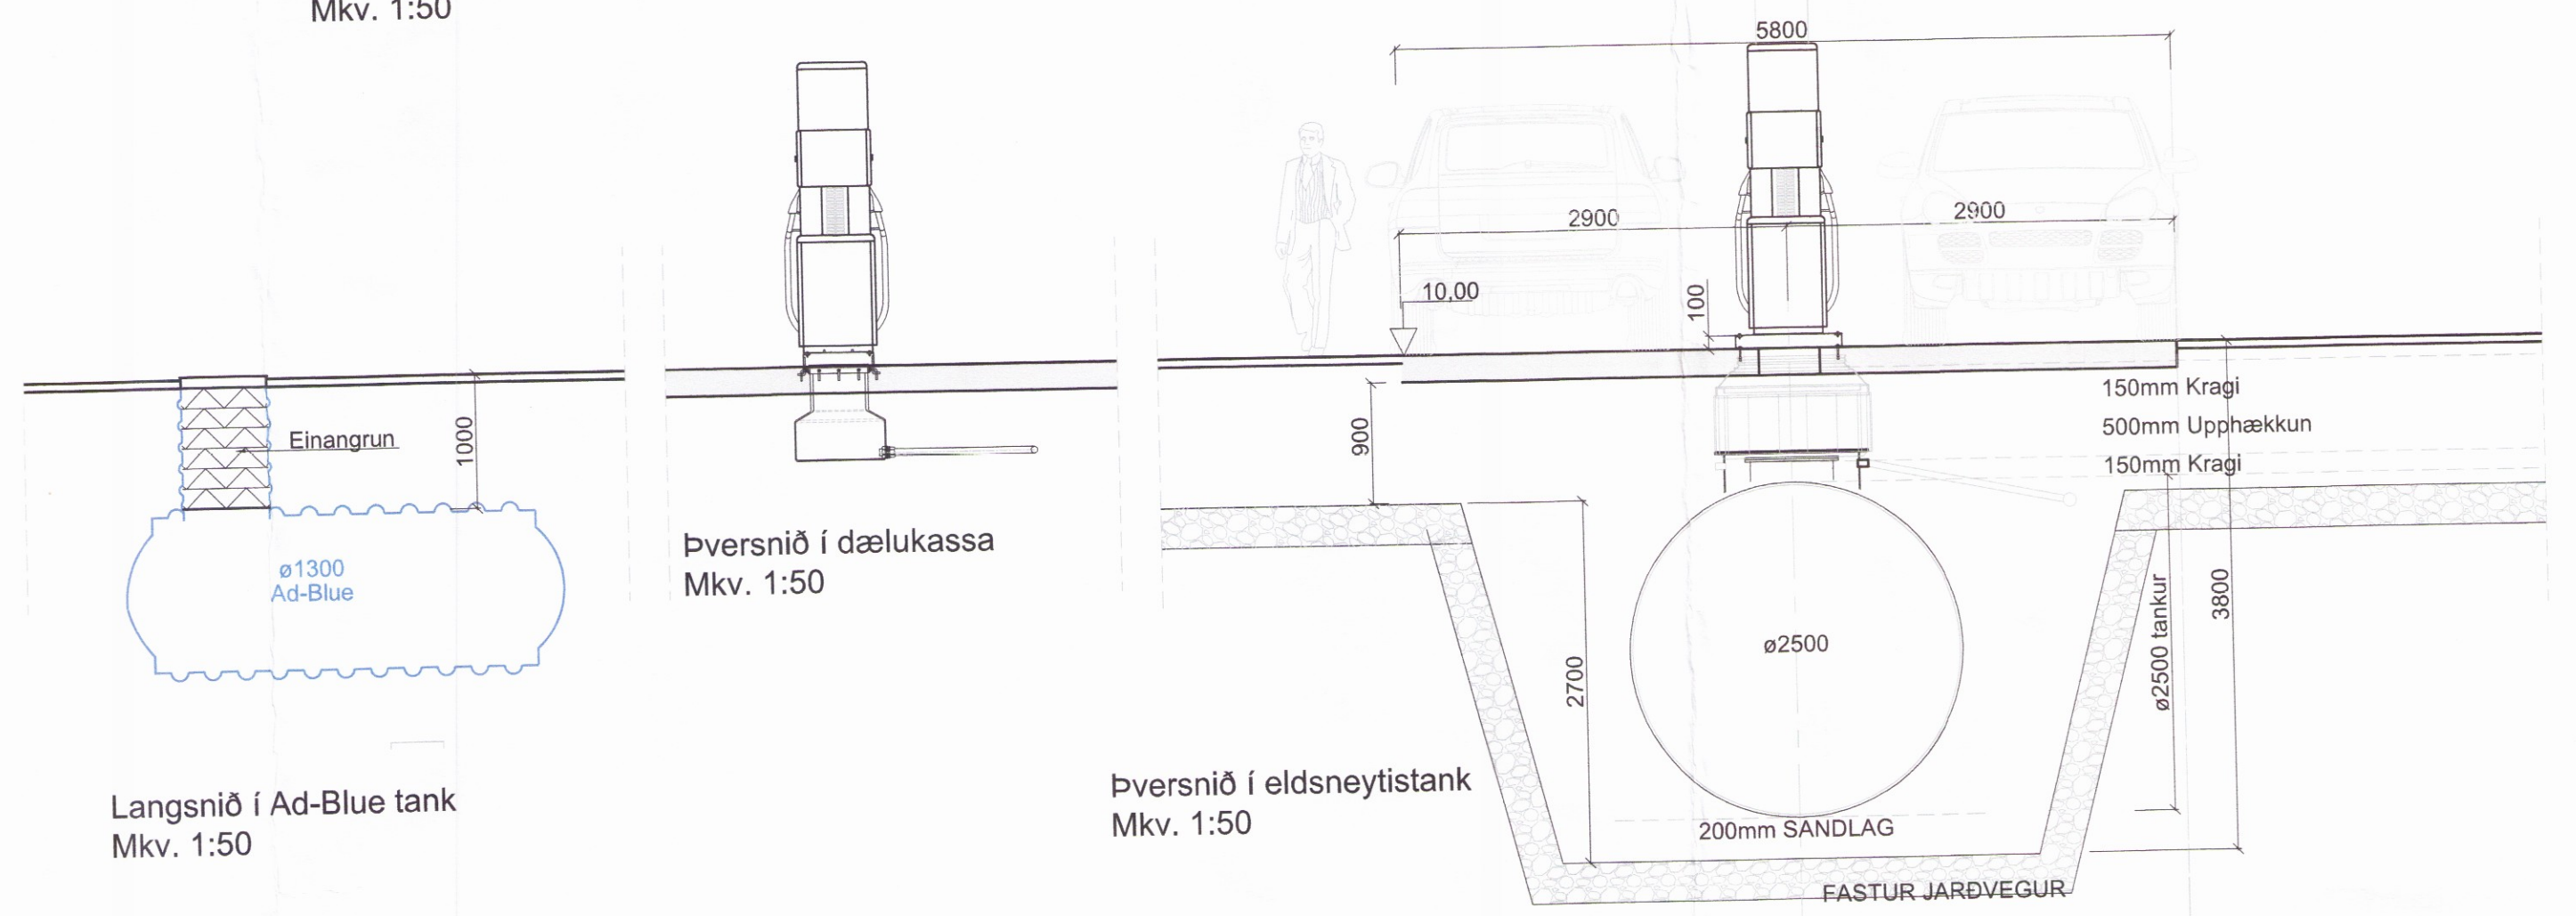 Mkv. 1:50
Einangrun
1000
ø1300
Ad-Blue
Langsnið í Ad-Blue tank
Mkv. 1:50
Þversnið í dælukassa
Mkv. 1:50
5800
2900
2900
10,00
100
900
150mm Kragi
500mm Upphækkun
150mm Kragi
2700
ø2500
ø2500 tankur
3800
200mm SANDLAG
FASTUR JARÐVEGUR
Þversnið í eldsneytistank
Mkv. 1:50